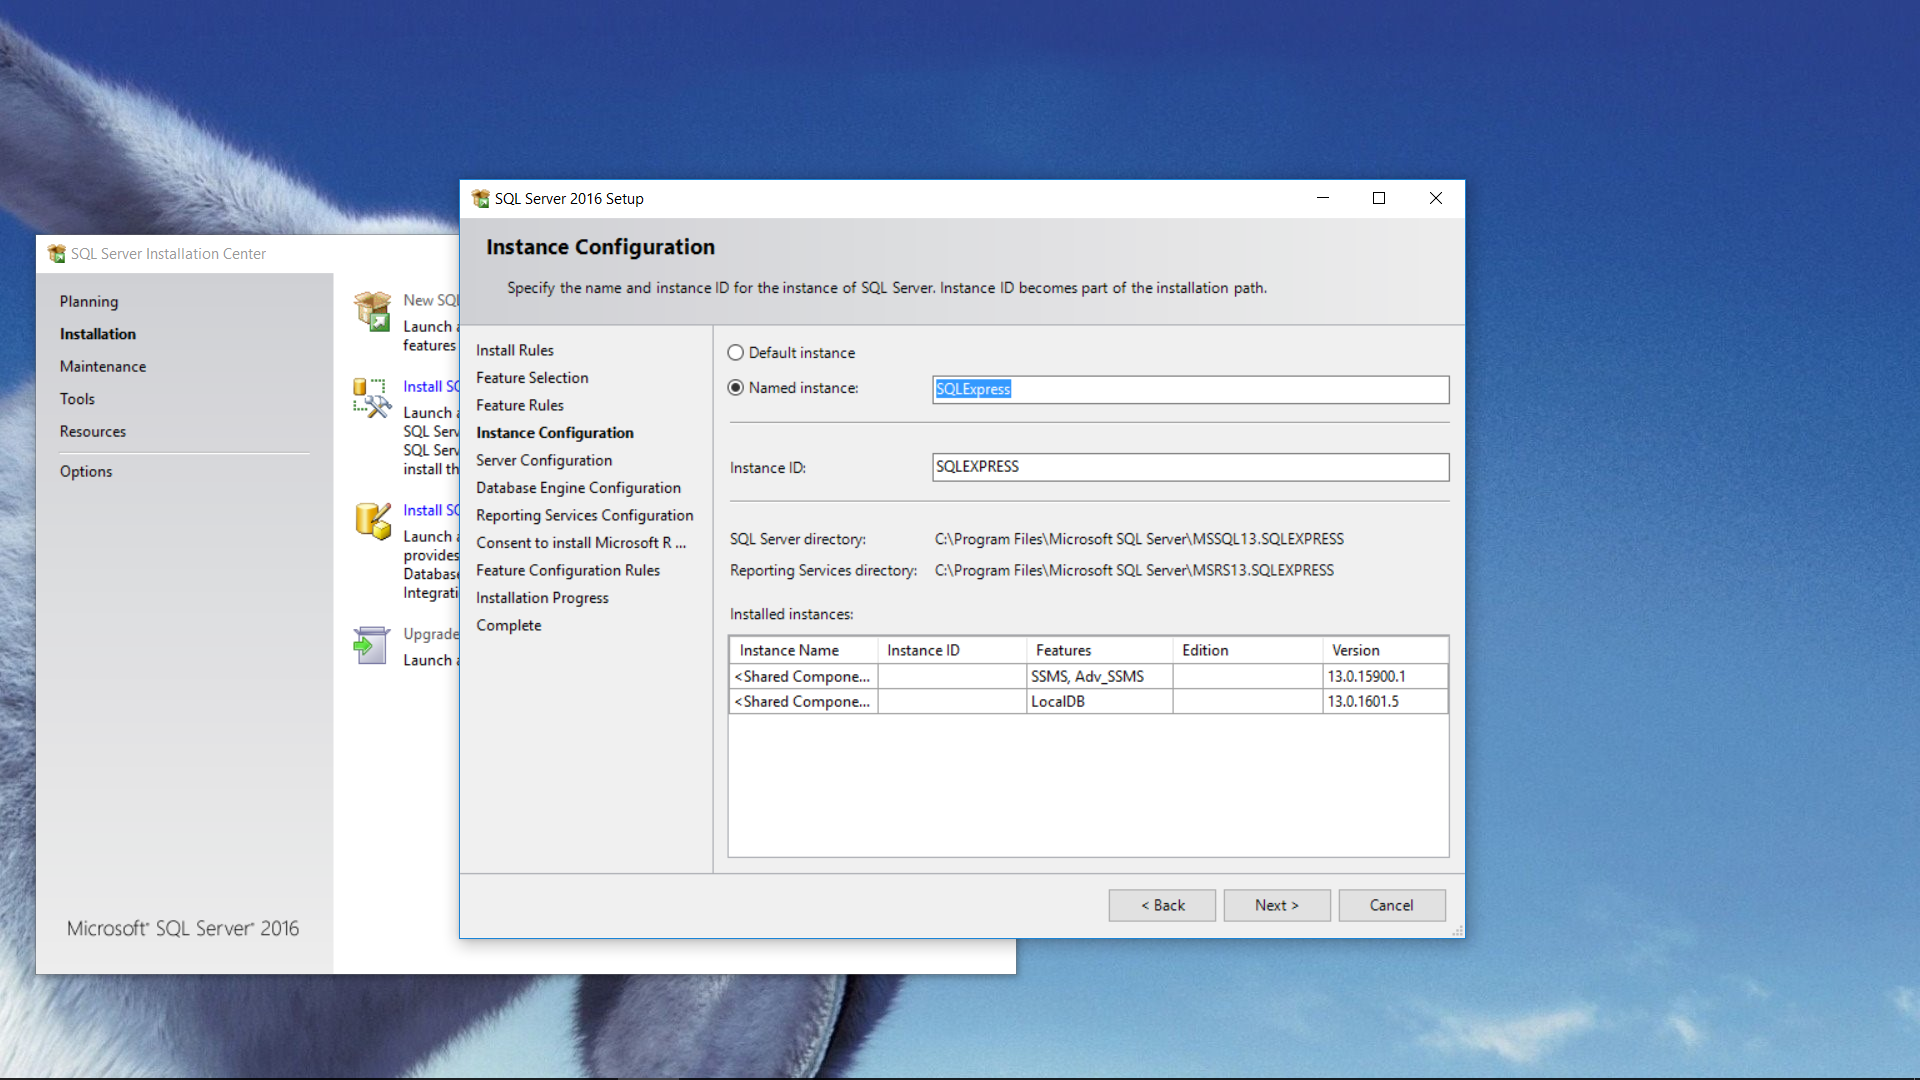 SQL Server Installation Center
Planning
Installation
Maintenance
Tools
Resources
Options
Microsoft® SQL Server® 2016
New SQL
Launch a
features
Install SQ
Launch a
SQL Serv
SQL Serv
install th
Install SQ
Launch a
provides
Database
Integrati
Upgrade
Launch a
SQL Server 2016 Setup
Instance Configuration
Specify the name and instance ID for the instance of SQL Server. Instance ID becomes part of the installation path.
Install Rules
Feature Selection
Feature Rules
Instance Configuration
Server Configuration
Database Engine Configuration
Reporting Services Configuration
Consent to install Microsoft R ...
Feature Configuration Rules
Installation Progress
Complete
Default instance
Named instance: SQLExpress
Instance ID: SQLEXPRESS
SQL Server directory: C:\Program Files\Microsoft SQL Server\MSSQL13.SQLEXPRESS
Reporting Services directory: C:\Program Files\Microsoft SQL Server\MSRS13.SQLEXPRESS
Installed instances:
Instance Name Instance ID Features Edition Version
<Shared Compone... SSMS, Adv_SSMS 13.0.15900.1
<Shared Compone... LocalDB 13.0.1601.5
< Back Next > Cancel